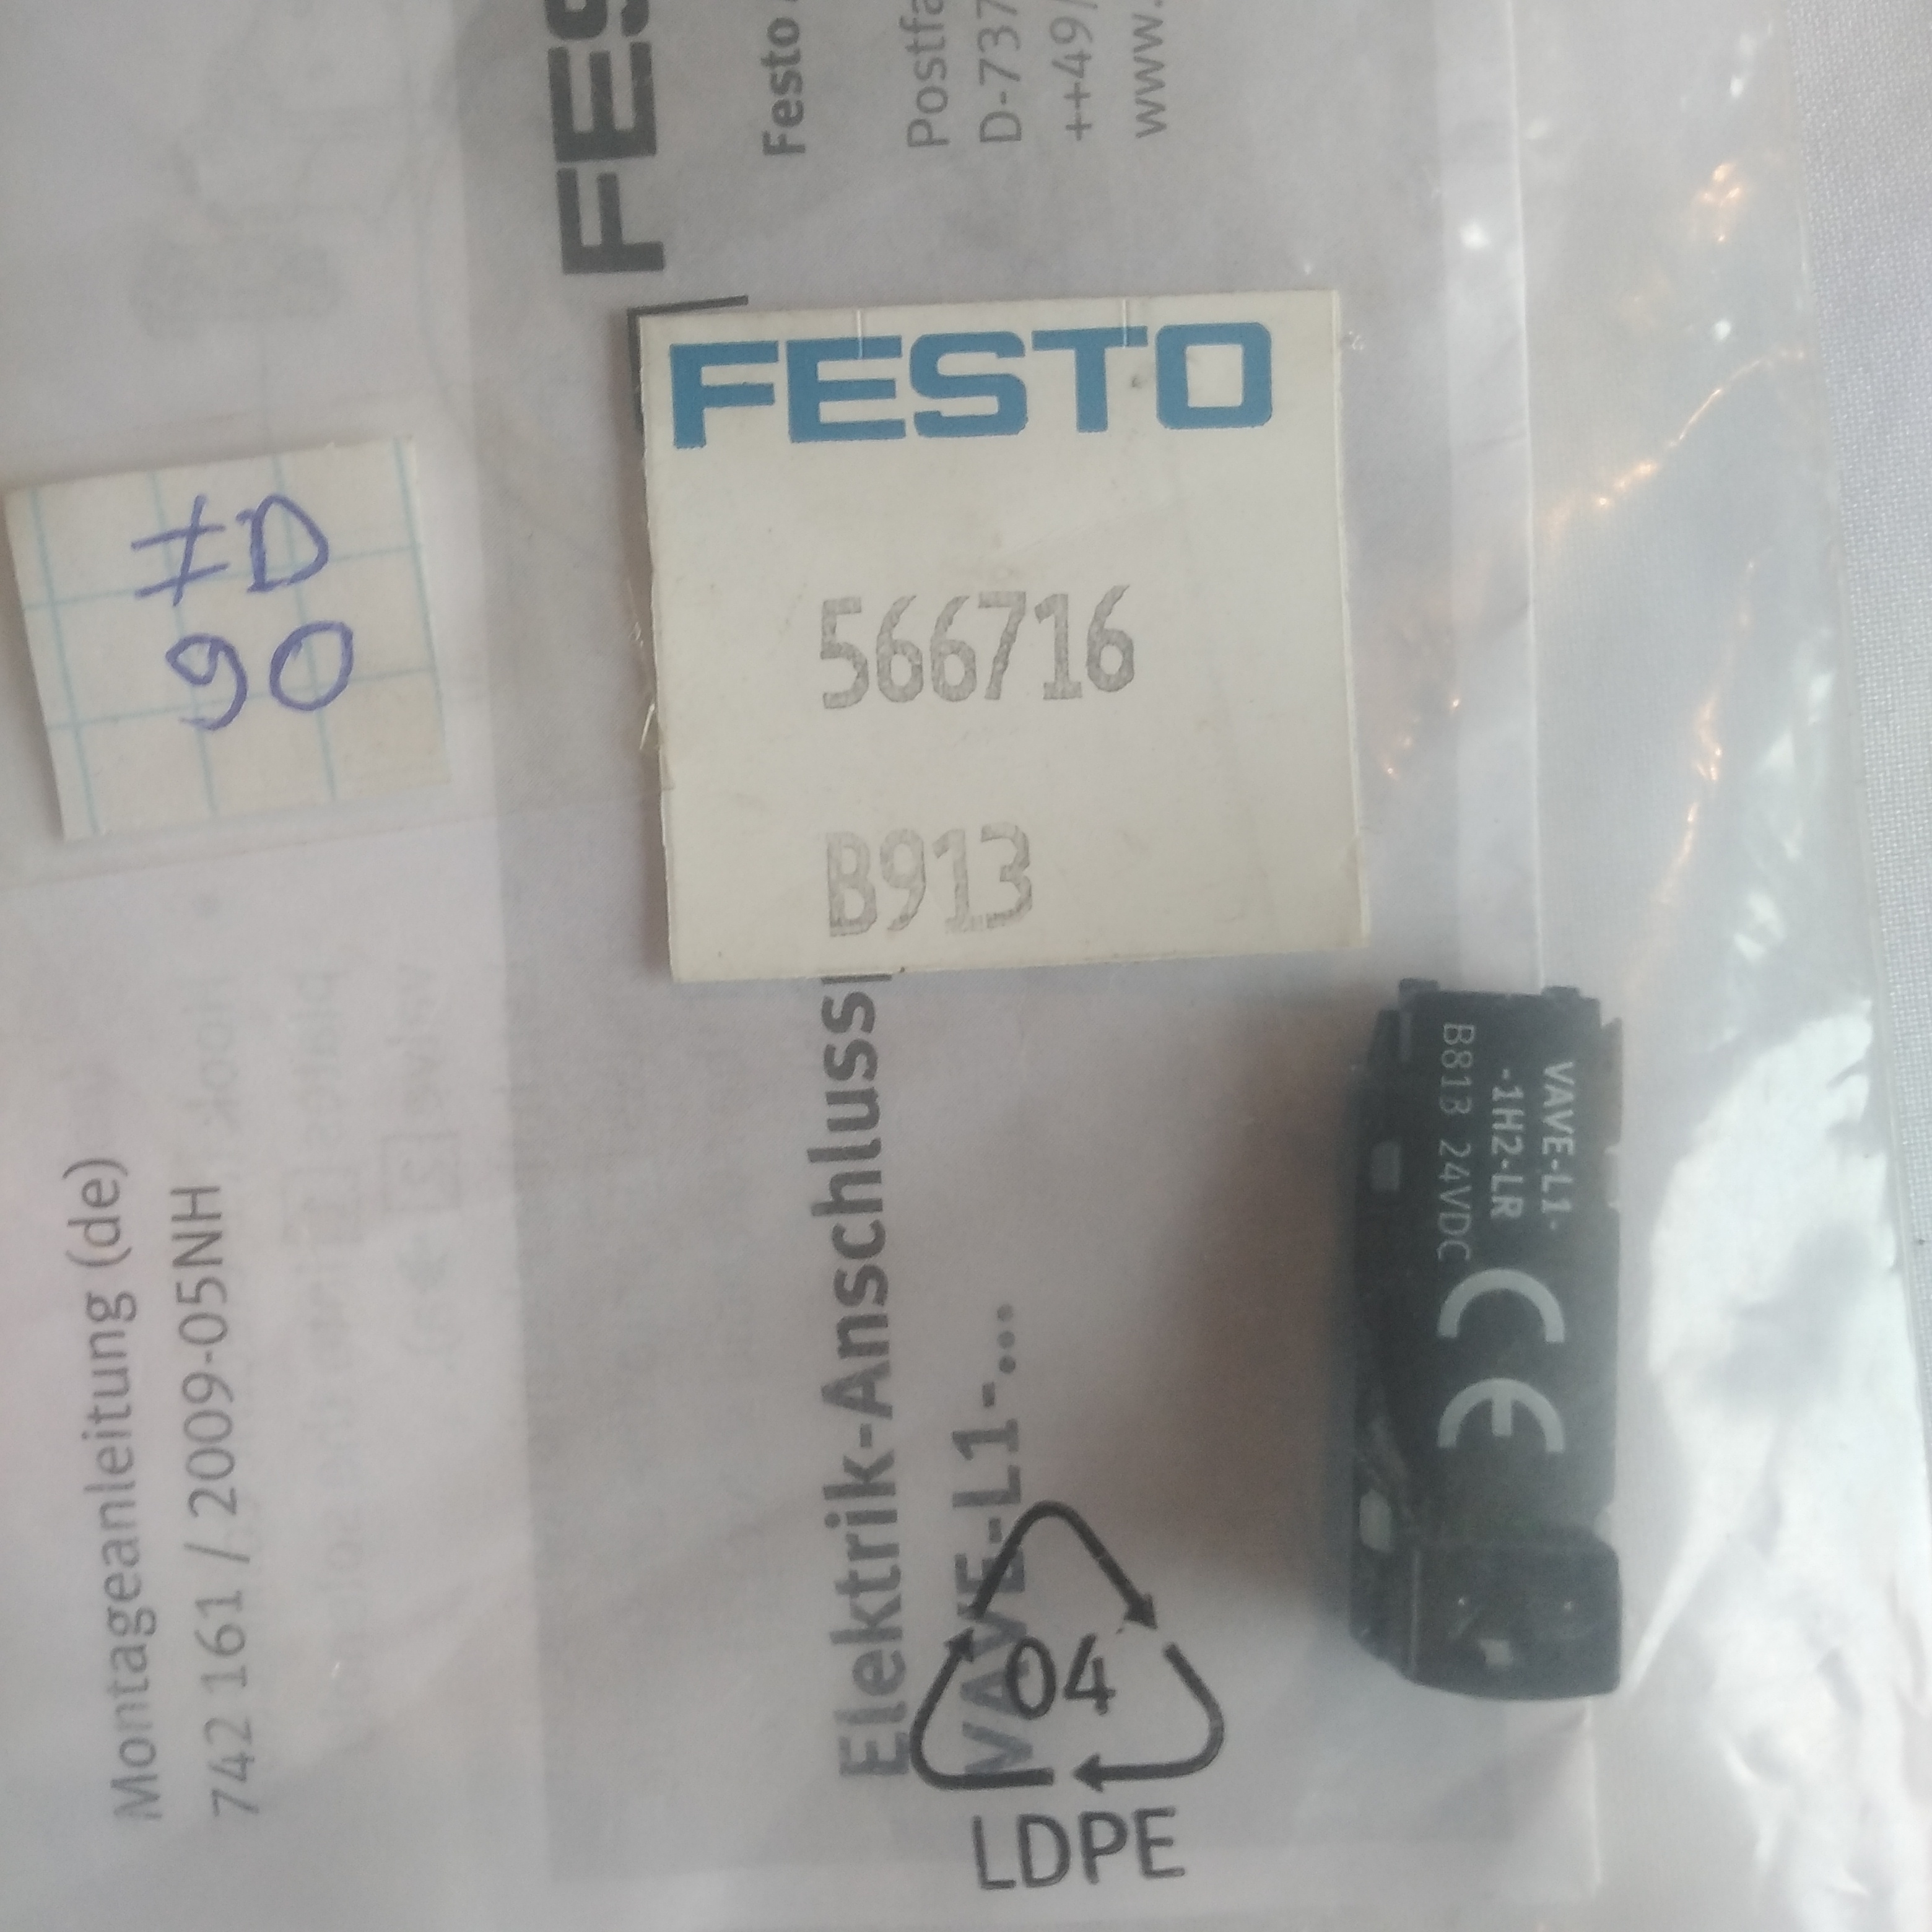 FES
Festo
Postfa
D-737
++49/
www.
FESTO
566716
B913
#D
90
Montageanleitung (de)
742 161 / 2009-05NH
Elektrik-Anschluss
VAVE-L1-...
04
LDPE
VAVE-L1-
-1H2-LR
B813 24VDC
CE